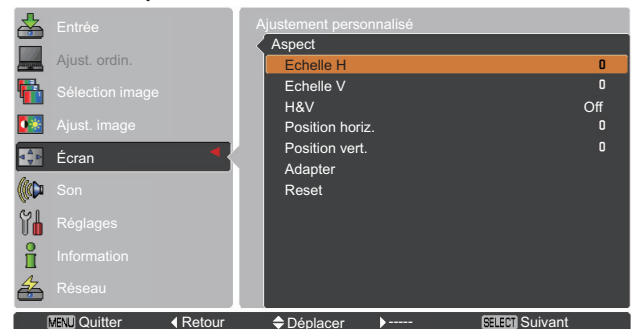 Entrée
Ajust. ordin.
Sélection image
Ajust. image
Écran
Son
Réglages
Information
Réseau
Ajustement personnalisé
Aspect
Echelle H 0
Echelle V 0
H&V Off
Position horiz. 0
Position vert. 0
Adapter
Reset
MENU Quitter Retour Déplacer ----- SELECT Suivant